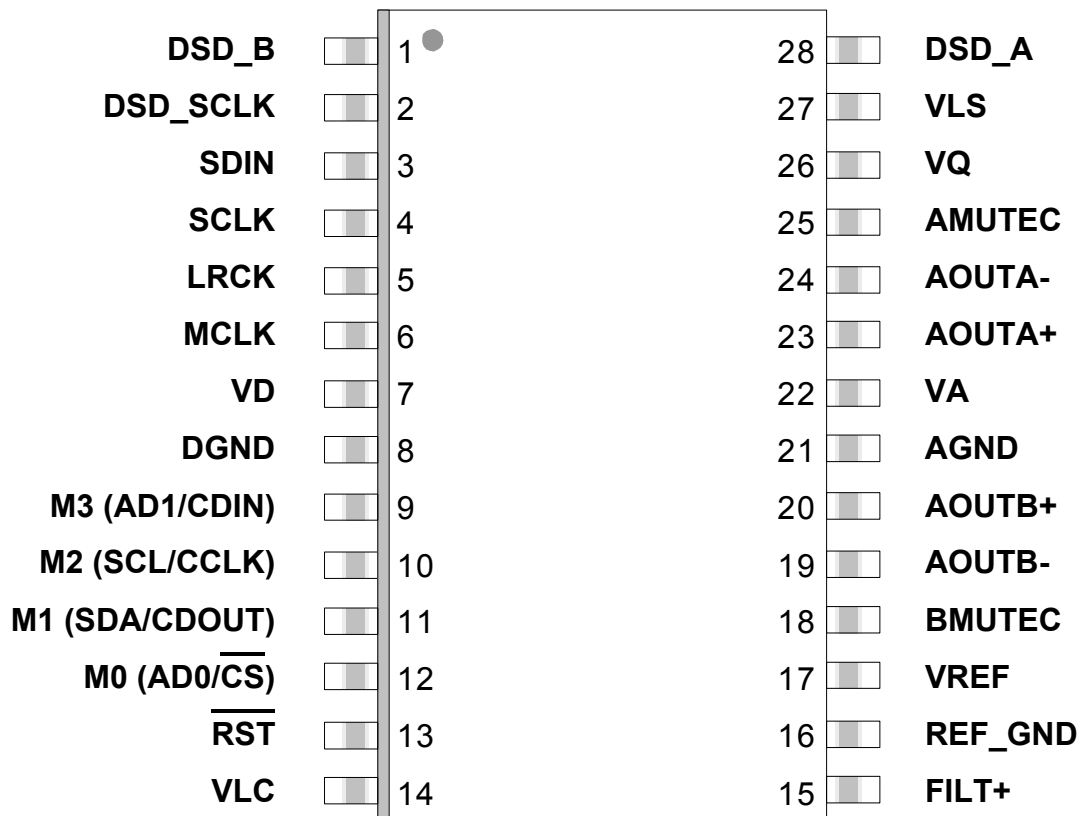 DSD_B 1 28 DSD_A
DSD_SCLK 2 27 VLS
SDIN 3 26 VQ
SCLK 4 25 AMUTEC
LRCK 5 24 AOUTA-
MCLK 6 23 AOUTA+
VD 7 22 VA
DGND 8 21 AGND
M3 (AD1/CDIN) 9 20 AOUTB+
M2 (SCL/CCLK) 10 19 AOUTB-
M1 (SDA/CDOUT) 11 18 BMUTEC
M0 (AD0/C̅S̅) 12 17 VREF
R̅S̅T̅ 13 16 REF_GND
VLC 14 15 FILT+